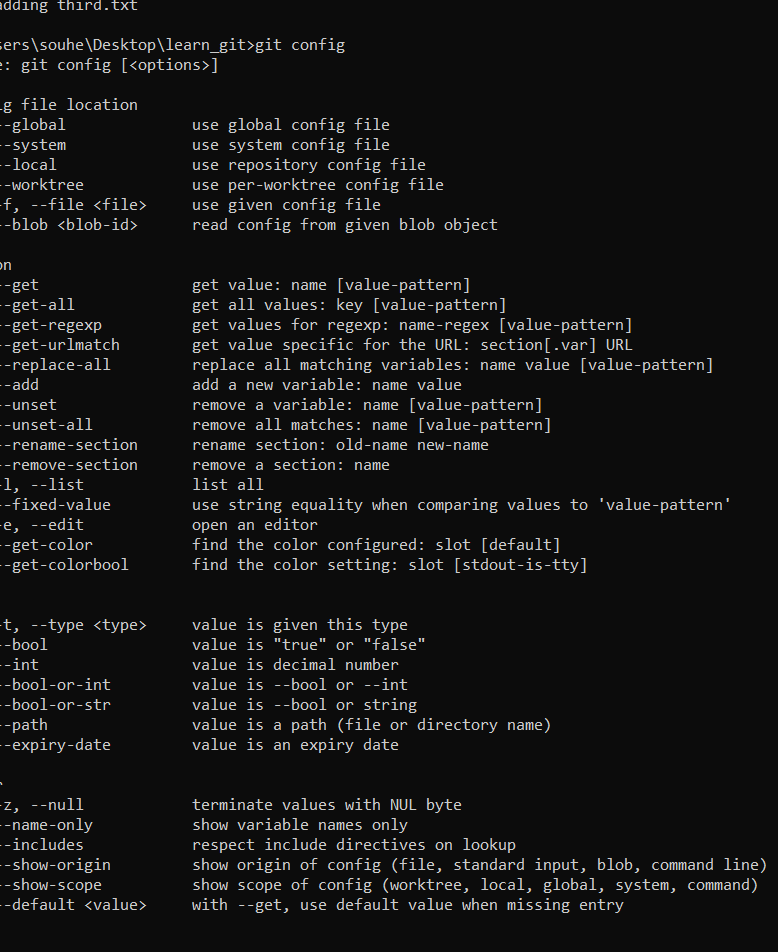 adding third.txt
sers\souhe\Desktop\learn_git>git config
e: git config [<options>]
ig file location
--global use global config file
--system use system config file
--local use repository config file
--worktree use per-worktree config file
-f, --file <file> use given config file
--blob <blob-id> read config from given blob object
on
--get get value: name [value-pattern]
--get-all get all values: key [value-pattern]
--get-regexp get values for regexp: name-regex [value-pattern]
--get-urlmatch get value specific for the URL: section[.var] URL
--replace-all replace all matching variables: name value [value-pattern]
--add add a new variable: name value
--unset remove a variable: name [value-pattern]
--unset-all remove all matches: name [value-pattern]
--rename-section rename section: old-name new-name
--remove-section remove a section: name
-l, --list list all
--fixed-value use string equality when comparing values to 'value-pattern'
-e, --edit open an editor
--get-color find the color configured: slot [default]
--get-colorbool find the color setting: slot [stdout-is-tty]
-t, --type <type> value is given this type
--bool value is "true" or "false"
--int value is decimal number
--bool-or-int value is --bool or --int
--bool-or-str value is --bool or string
--path value is a path (file or directory name)
--expiry-date value is an expiry date
r
-z, --null terminate values with NUL byte
--name-only show variable names only
--includes respect include directives on lookup
--show-origin show origin of config (file, standard input, blob, command line)
--show-scope show scope of config (worktree, local, global, system, command)
--default <value> with --get, use default value when missing entry